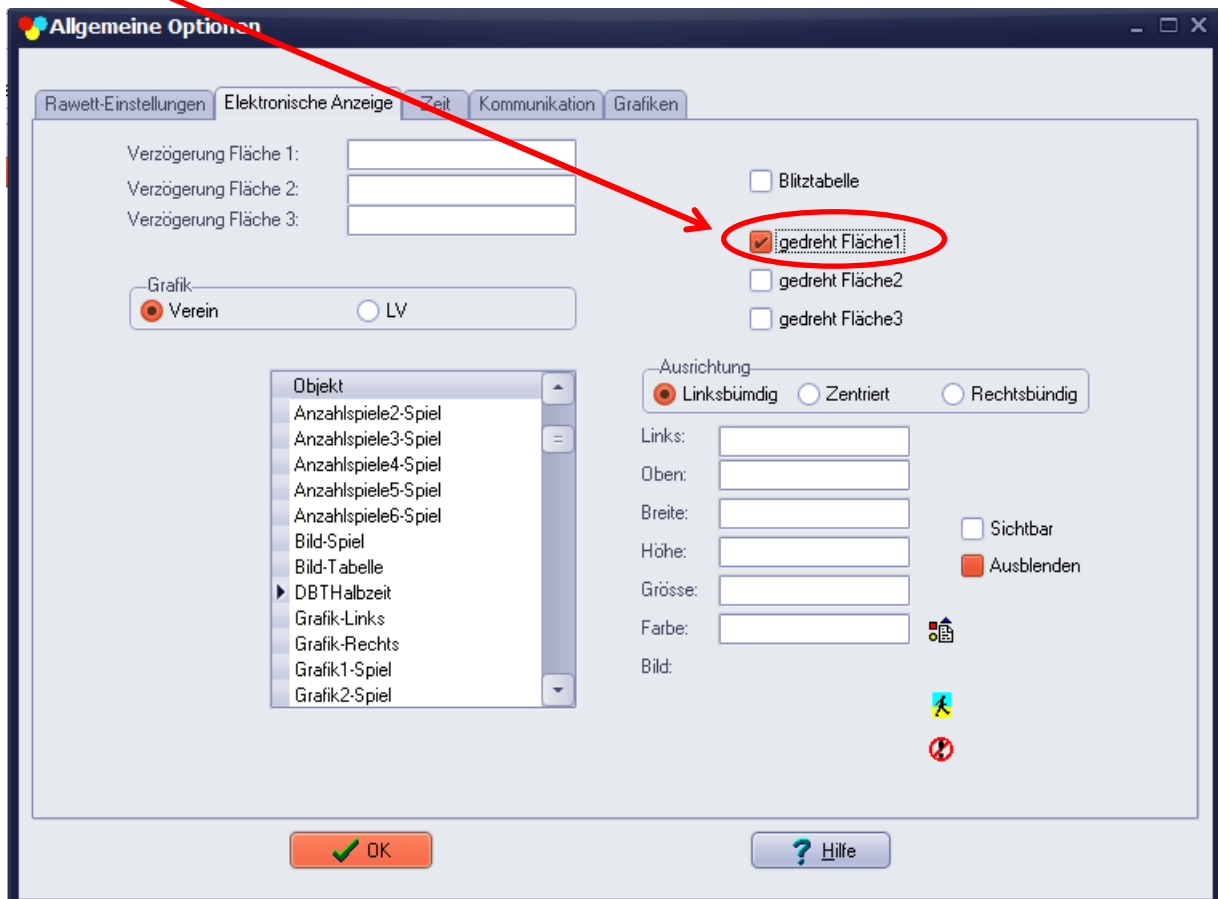 Allgemeine Optionen
Rawett-Einstellungen Elektronische Anzeige Zeit Kommunikation Grafiken
Verzögerung Fläche 1:
Verzögerung Fläche 2:
Verzögerung Fläche 3:
Blitztabelle
gedreht Fläche1
gedreht Fläche2
gedreht Fläche3
Grafik
Verein LV
Objekt
Anzahlspiele2-Spiel
Anzahlspiele3-Spiel
Anzahlspiele4-Spiel
Anzahlspiele5-Spiel
Anzahlspiele6-Spiel
Bild-Spiel
Bild-Tabelle
DBTHalbzeit
Grafik-Links
Grafik-Rechts
Grafik1-Spiel
Grafik2-Spiel
Ausrichtung
Linksbümdig Zentriert Rechtsbündig
Links:
Oben:
Breite:
Höhe:
Grösse:
Farbe:
Bild:
Sichtbar
Ausblenden
OK
? Hilfe